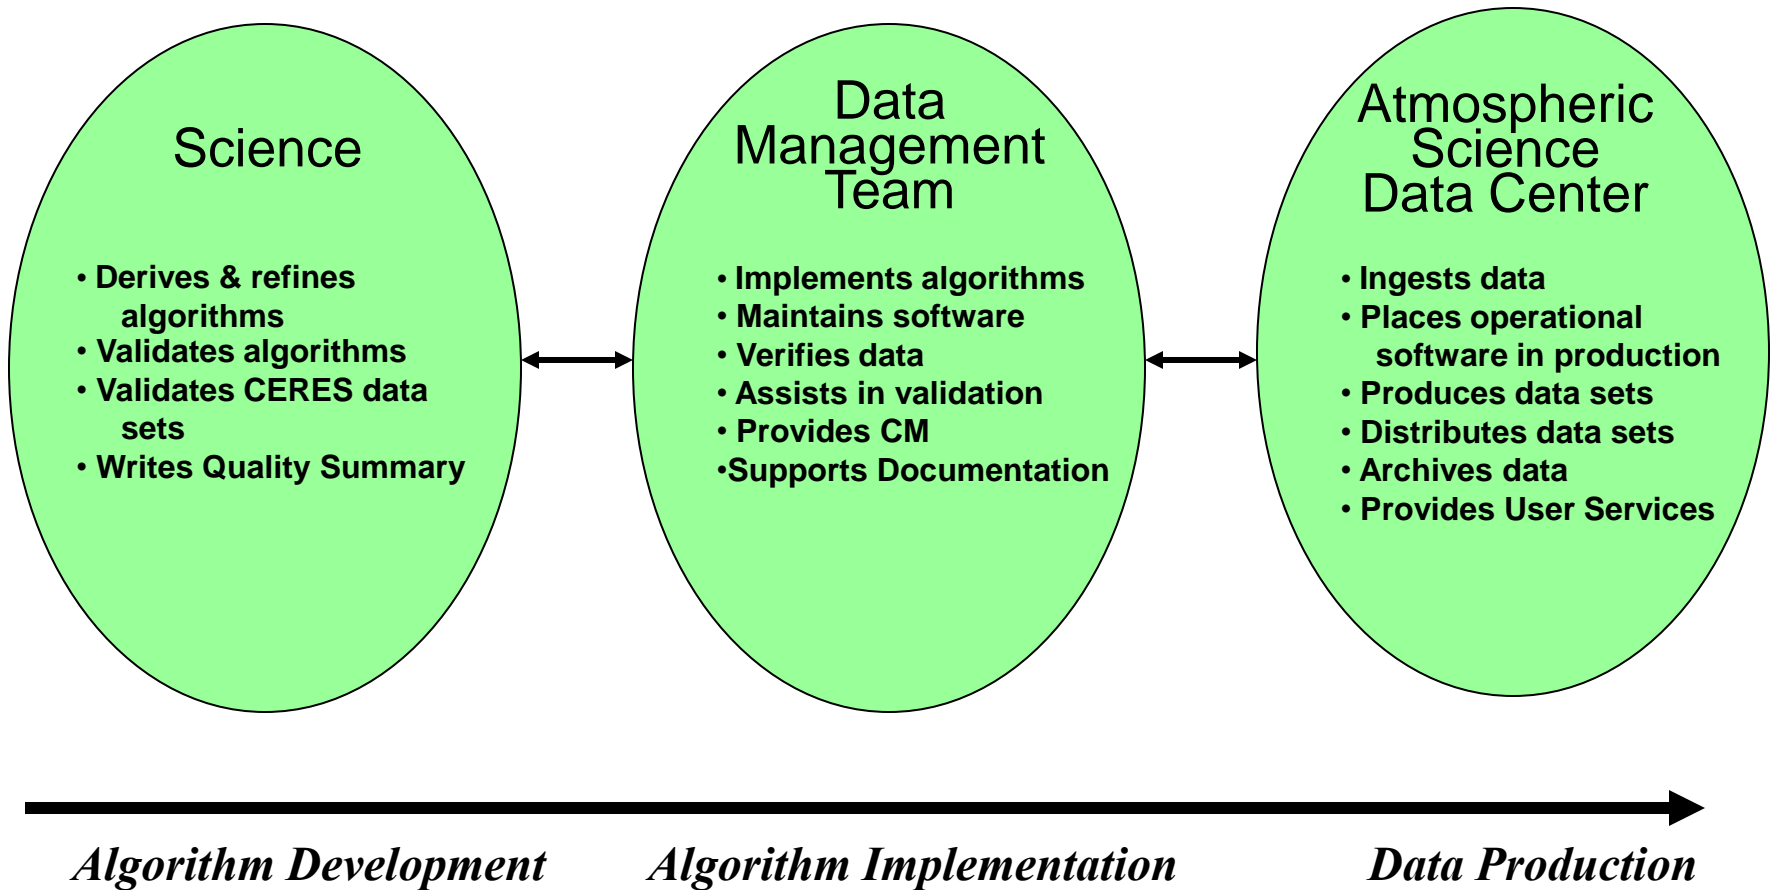 Science
• Derives & refines
algorithms
• Validates algorithms
• Validates CERES data
sets
• Writes Quality Summary
Data
Management
Team
• Implements algorithms
• Maintains software
• Verifies data
• Assists in validation
• Provides CM
•Supports Documentation
Atmospheric
Science
Data Center
• Ingests data
• Places operational
software in production
• Produces data sets
• Distributes data sets
• Archives data
• Provides User Services
Algorithm Development
Algorithm Implementation
Data Production